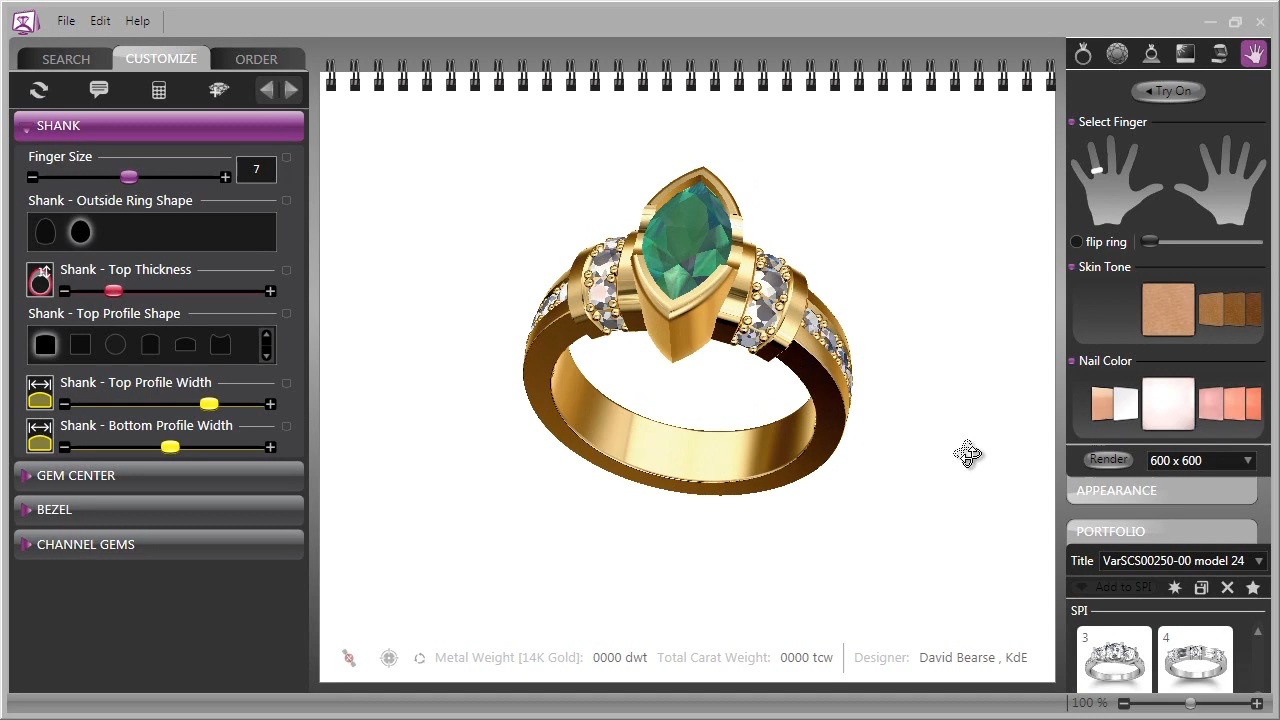 File Edit Help
SEARCH CUSTOMIZE ORDER
SHANK
Finger Size
7
Shank - Outside Ring Shape
Shank - Top Thickness
Shank - Top Profile Shape
Shank - Top Profile Width
Shank - Bottom Profile Width
GEM CENTER
BEZEL
CHANNEL GEMS
Metal Weight [14K Gold]: 0000 dwt Total Carat Weight: 0000 tcw Designer: David Bearse , KdE
Try On
Select Finger
flip ring
Skin Tone
Nail Color
Render 600 x 600
APPEARANCE
PORTFOLIO
Title VarSCS00250-00 model 24
Add to SPI
SPI
3 4
100 %